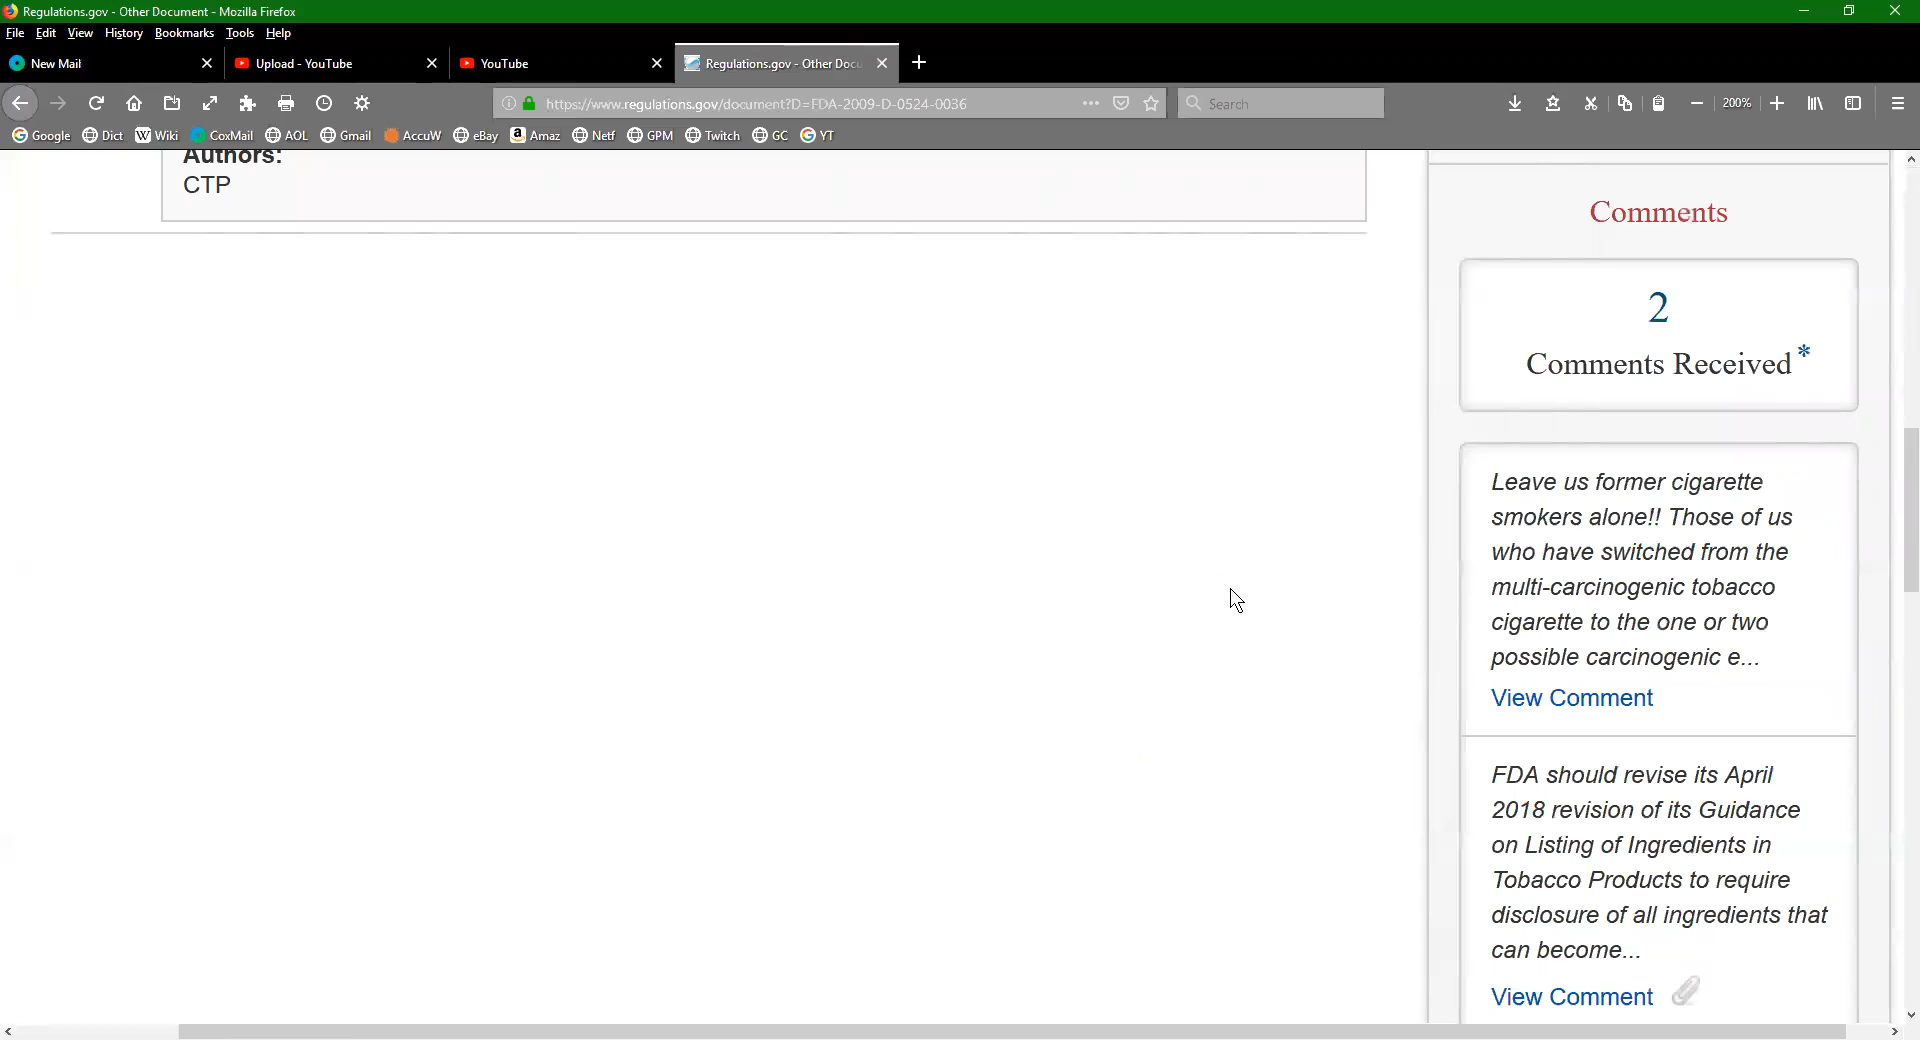 Regulations.gov - Other Document - Mozilla Firefox
File Edit View History Bookmarks Tools Help
New Mail
Upload - YouTube
YouTube
Regulations.gov - Other Docu
https://www.regulations.gov/document?D=FDA-2009-D-0524-0036
Search
200%
Google Dict Wiki CoxMail AOL Gmail AccuW eBay Amaz Netf GPM Twitch GC YT
Authors:
CTP
Comments
2
Comments Received *
Leave us former cigarette
smokers alone!! Those of us
who have switched from the
multi-carcinogenic tobacco
cigarette to the one or two
possible carcinogenic e...
View Comment
FDA should revise its April
2018 revision of its Guidance
on Listing of Ingredients in
Tobacco Products to require
disclosure of all ingredients that
can become...
View Comment